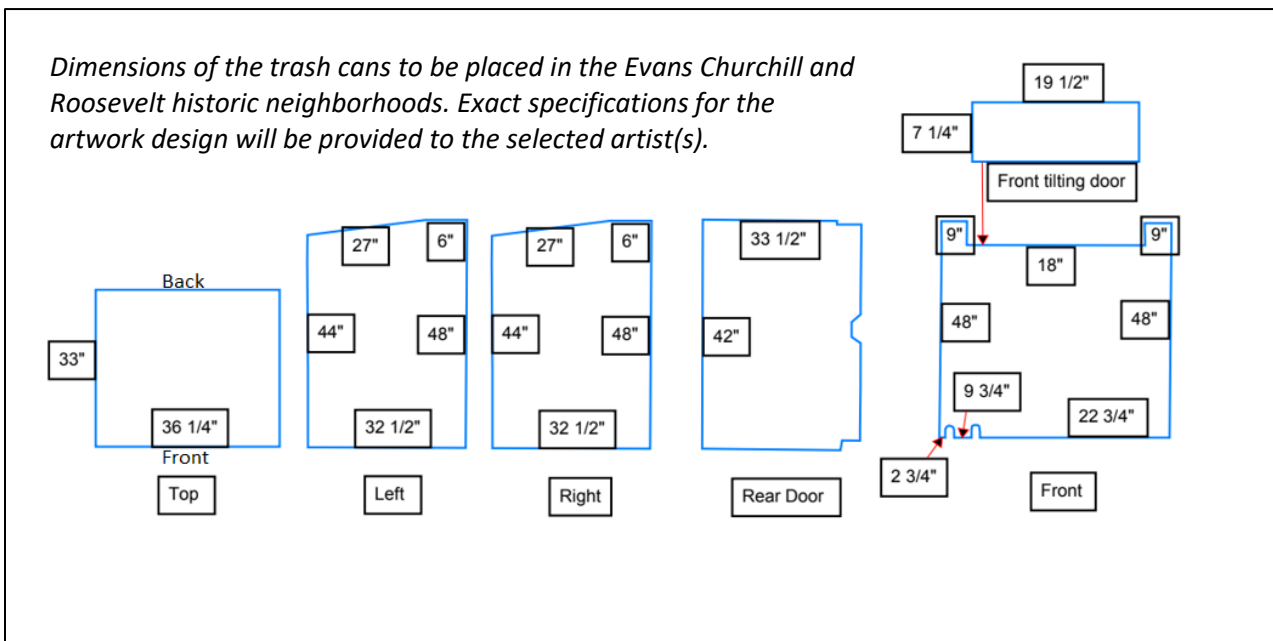 Dimensions of the trash cans to be placed in the Evans Churchill and
Roosevelt historic neighborhoods. Exact specifications for the
artwork design will be provided to the selected artist(s).
19 1/2"
7 1/4"
Front tilting door
Back
33"
36 1/4"
Front
Top
27"
6"
44"
48"
32 1/2"
Left
27"
6"
44"
48"
32 1/2"
Right
33 1/2"
42"
Rear Door
9"
9"
18"
48"
48"
9 3/4"
22 3/4"
2 3/4"
Front